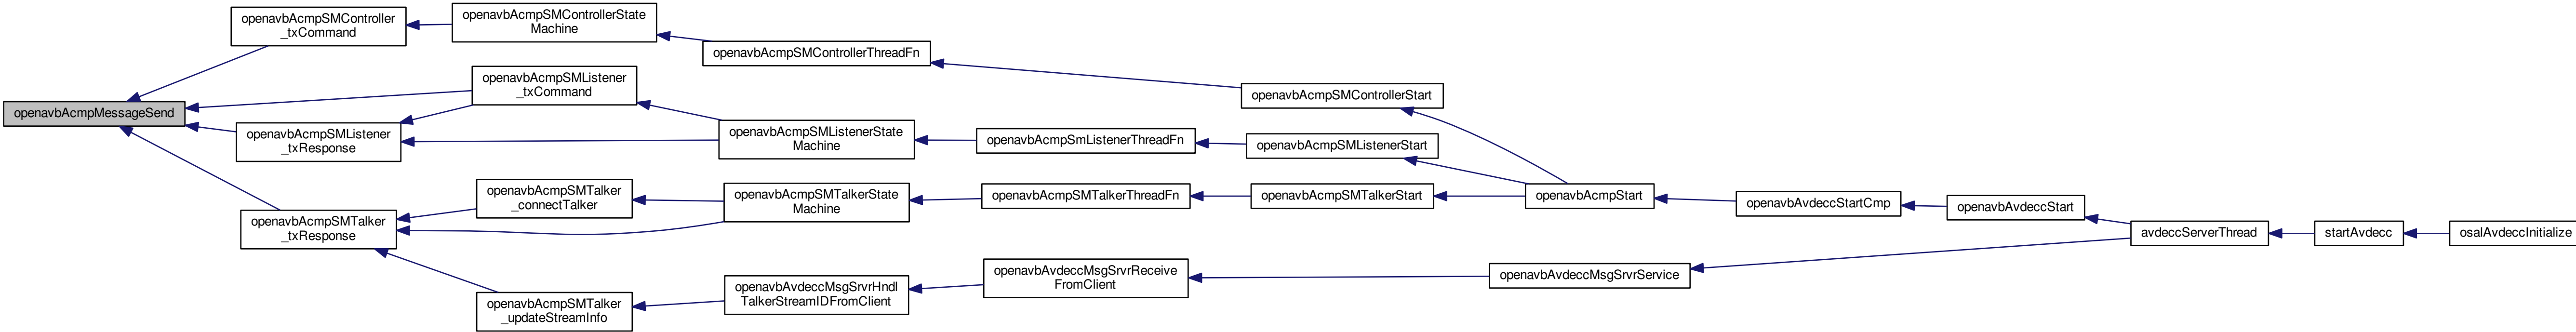 openavbAcmpMessageSend
openavbAcmpSMController
_txCommand
openavbAcmpSMControllerState
Machine
openavbAcmpSMControllerThreadFn
openavbAcmpSMControllerStart
openavbAcmpSMListener
_txCommand
openavbAcmpSMListener
_txResponse
openavbAcmpSMListenerState
Machine
openavbAcmpSmListenerThreadFn
openavbAcmpSMListenerStart
openavbAcmpSMTalker
_txResponse
openavbAcmpSMTalker
_connectTalker
openavbAcmpSMTalkerState
Machine
openavbAcmpSMTalkerThreadFn
openavbAcmpSMTalkerStart
openavbAcmpStart
openavbAvdeccStartCmp
openavbAvdeccStart
avdeccServerThread
startAvdecc
osalAvdeccInitialize
openavbAcmpSMTalker
_updateStreamInfo
openavbAvdeccMsgSrvrHndl
TalkerStreamIDFromClient
openavbAvdeccMsgSrvrReceive
FromClient
openavbAvdeccMsgSrvrService